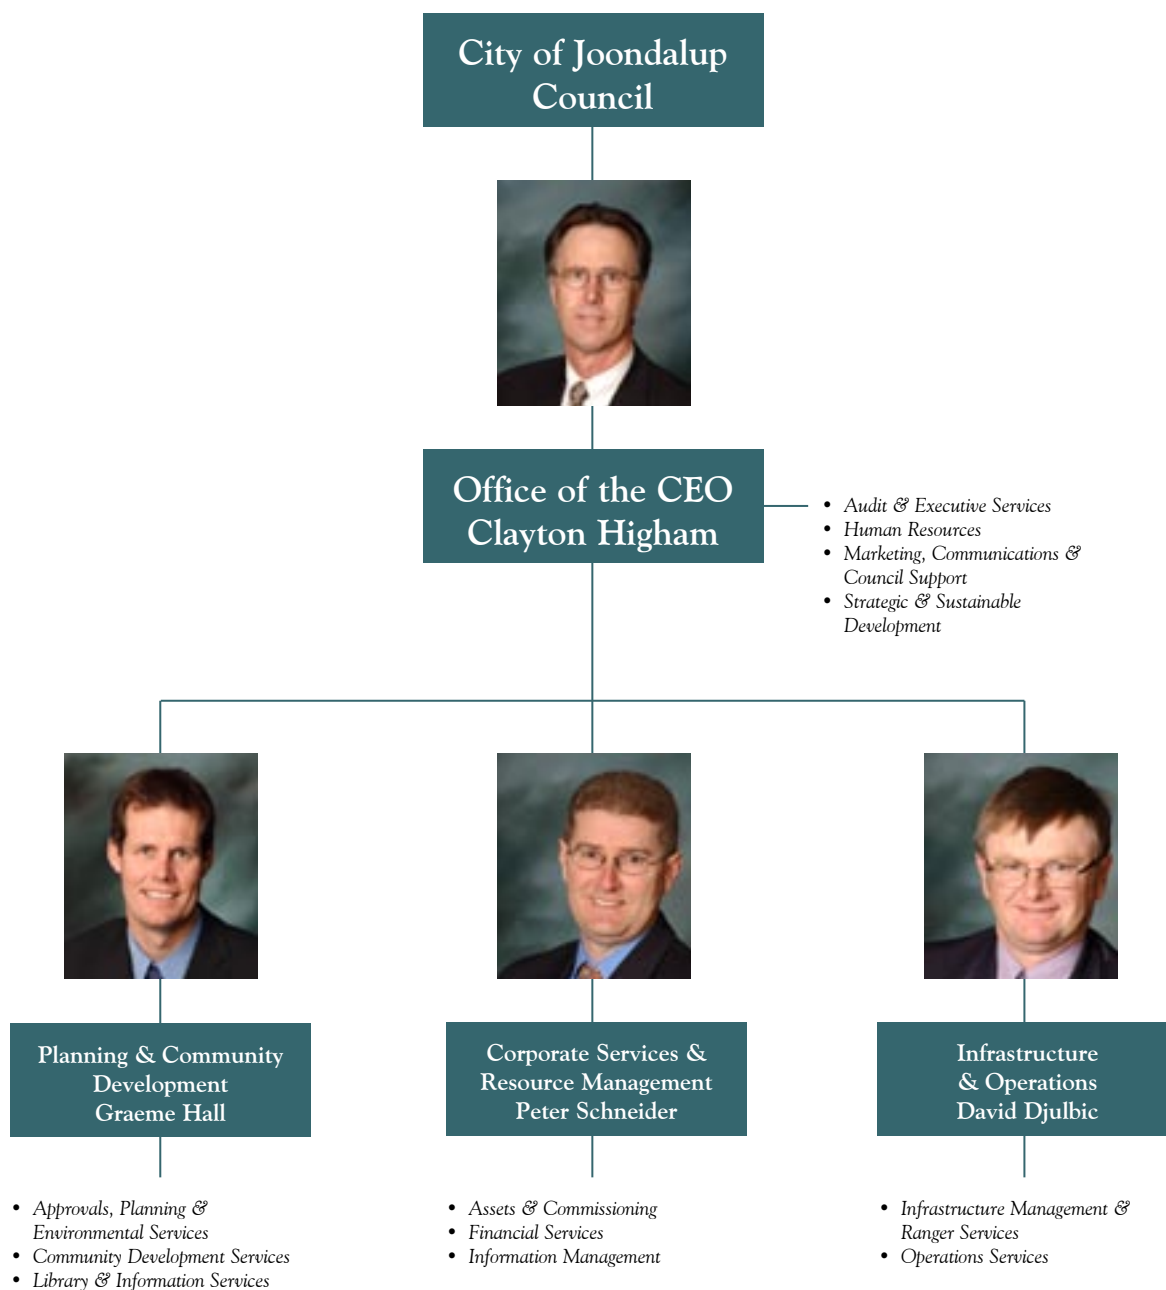 City of Joondalup
Council
Office of the CEO
Clayton Higham
• Audit & Executive Services
• Human Resources
• Marketing, Communications &
Council Support
• Strategic & Sustainable
Development
Planning & Community
Development
Graeme Hall
Corporate Services &
Resource Management
Peter Schneider
Infrastructure
& Operations
David Djulbic
• Approvals, Planning &
Environmental Services
• Community Development Services
• Library & Information Services
• Assets & Commissioning
• Financial Services
• Information Management
• Infrastructure Management &
Ranger Services
• Operations Services